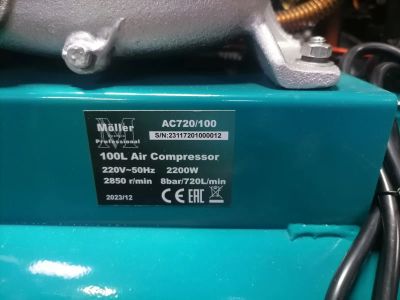 AC720/100
Möller
S/N:23117201000012
Professional
100L Air Compressor
220V~50Hz 2200W
2850 r/min 8bar/720L/min
2023/12
CE EAC